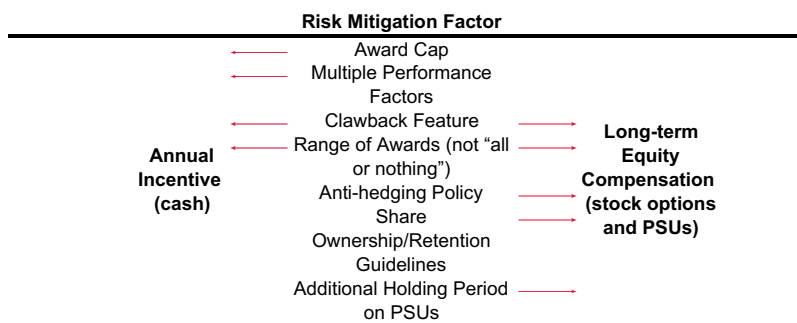 Risk Mitigation Factor
Award Cap
Multiple Performance
Factors
Clawback Feature
Range of Awards (not “all
or nothing”)
Anti-hedging Policy
Share
Ownership/Retention
Guidelines
Additional Holding Period
on PSUs
Annual
Incentive
(cash)
Long-term
Equity
Compensation
(stock options
and PSUs)